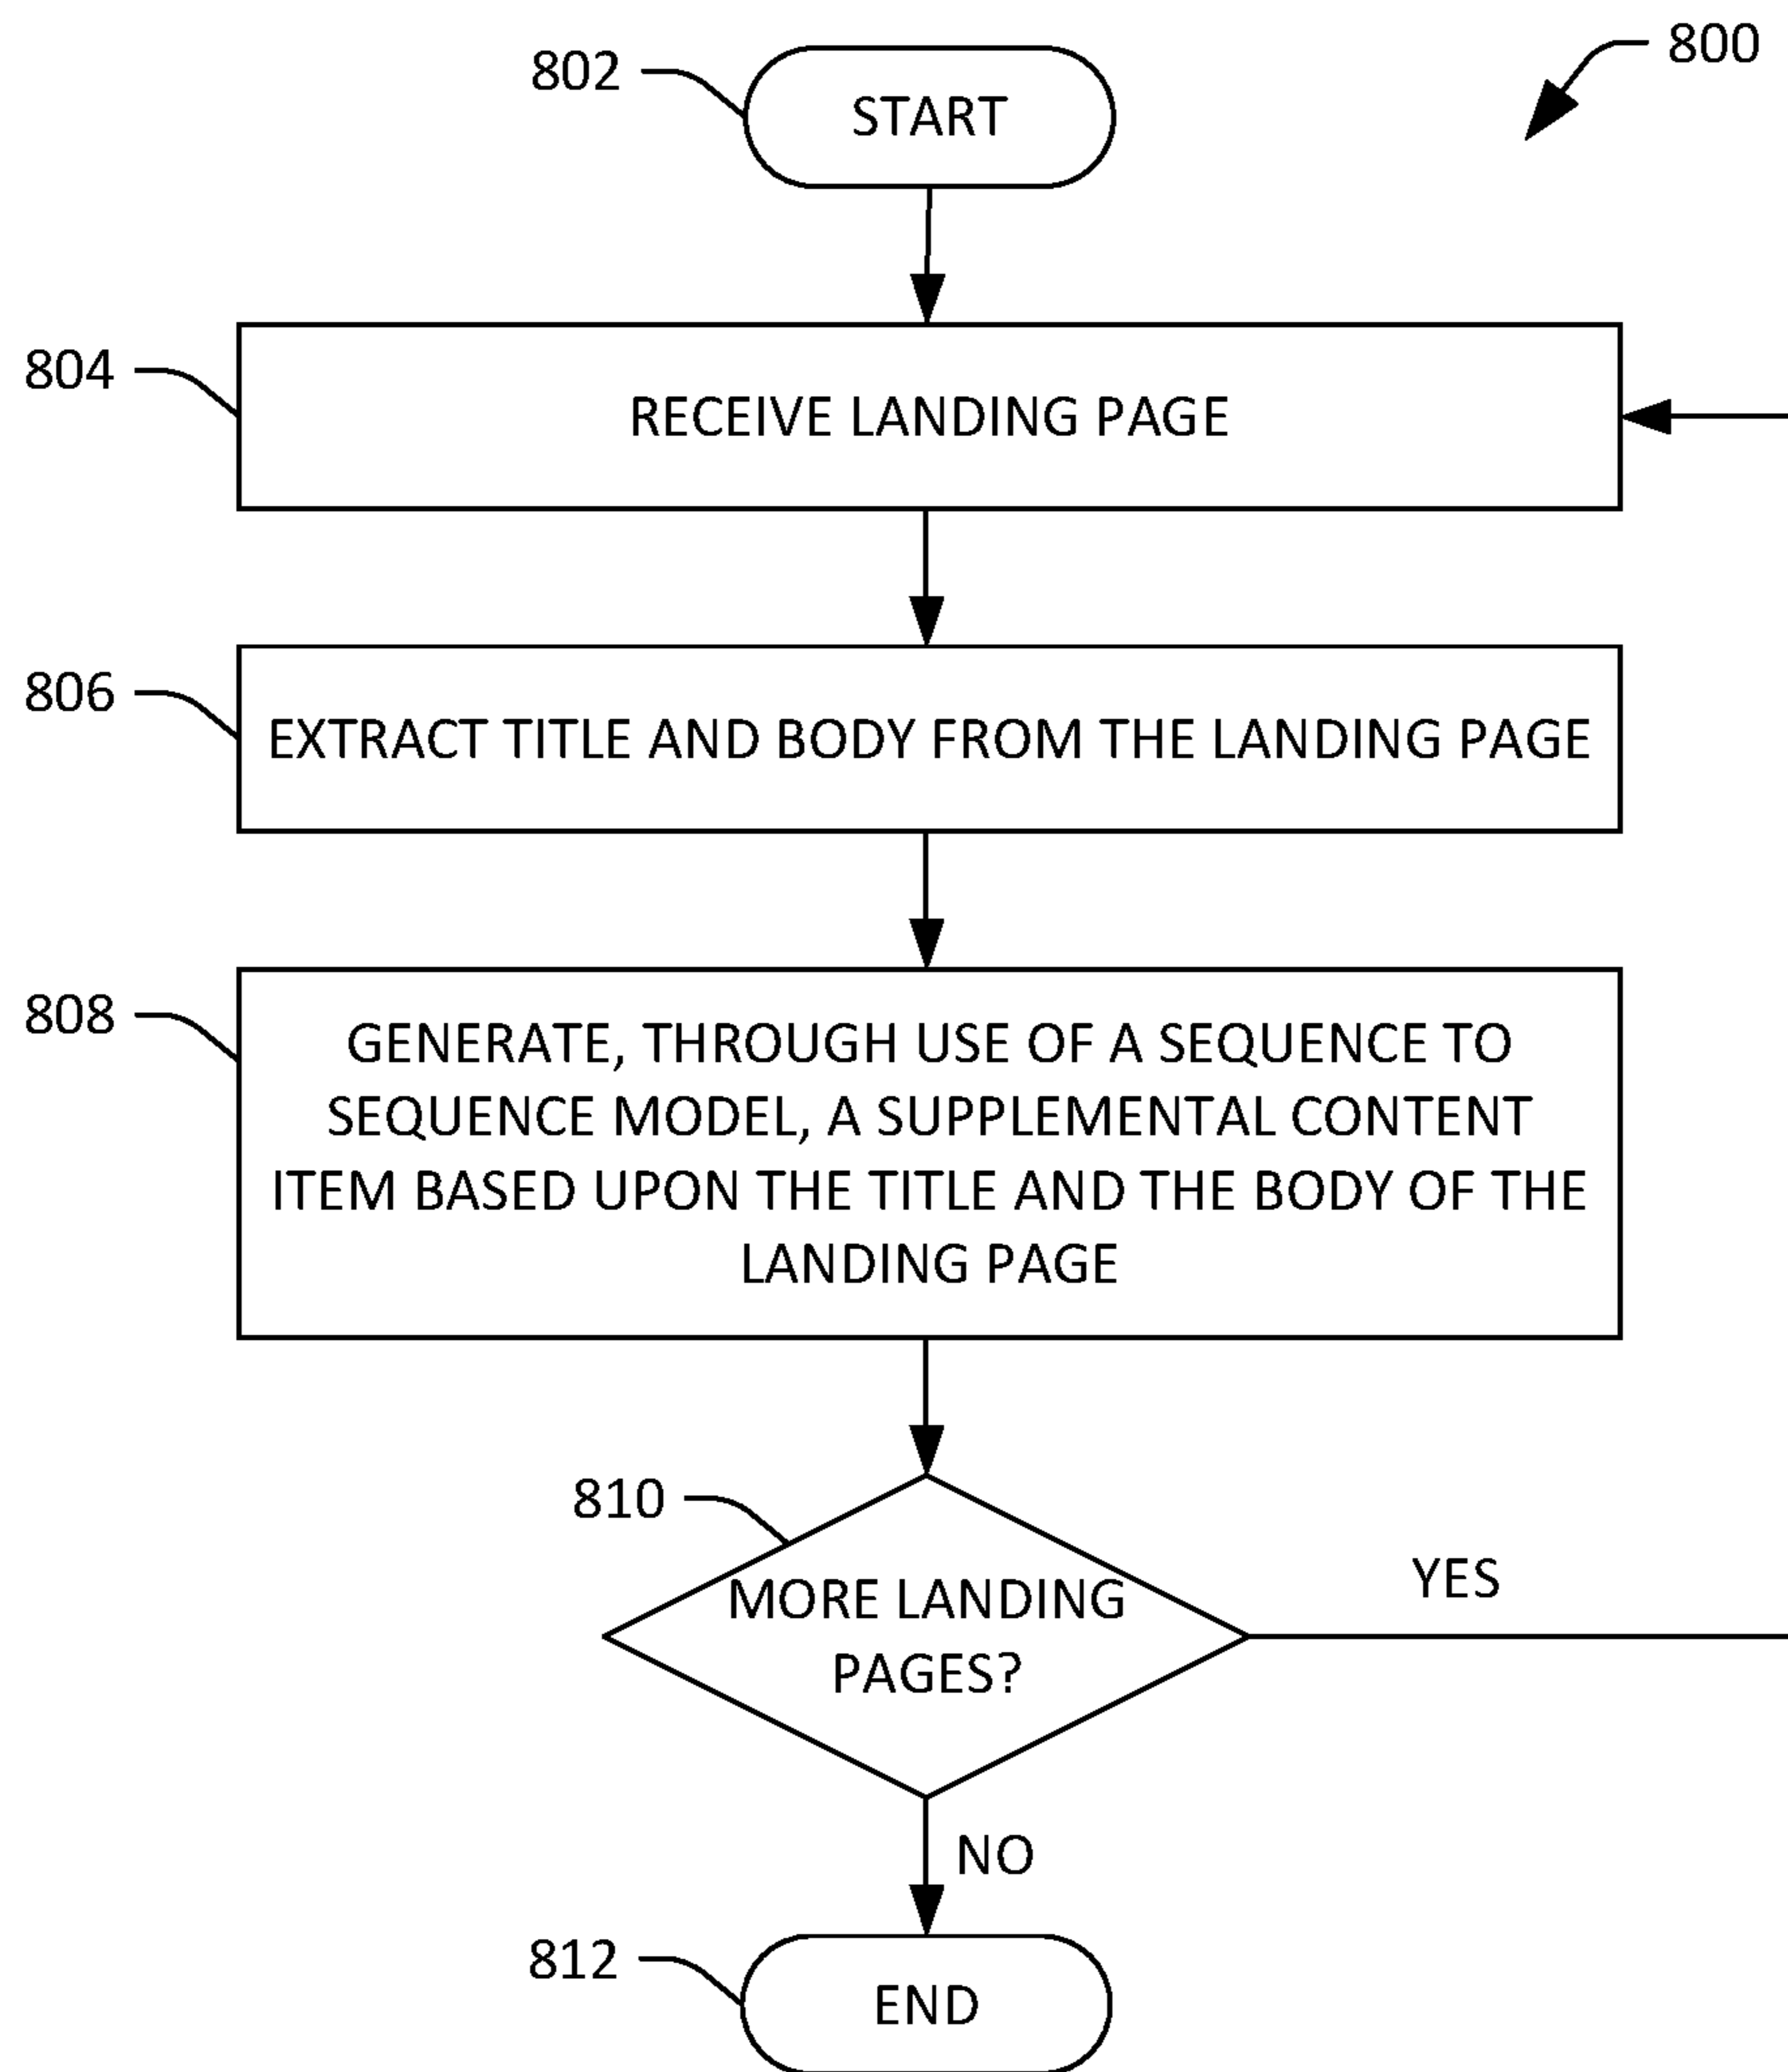 800
802
START
804
RECEIVE LANDING PAGE
806
EXTRACT TITLE AND BODY FROM THE LANDING PAGE
808
GENERATE, THROUGH USE OF A SEQUENCE TO
SEQUENCE MODEL, A SUPPLEMENTAL CONTENT
ITEM BASED UPON THE TITLE AND THE BODY OF THE
LANDING PAGE
810
MORE LANDING
PAGES?
YES
NO
812
END